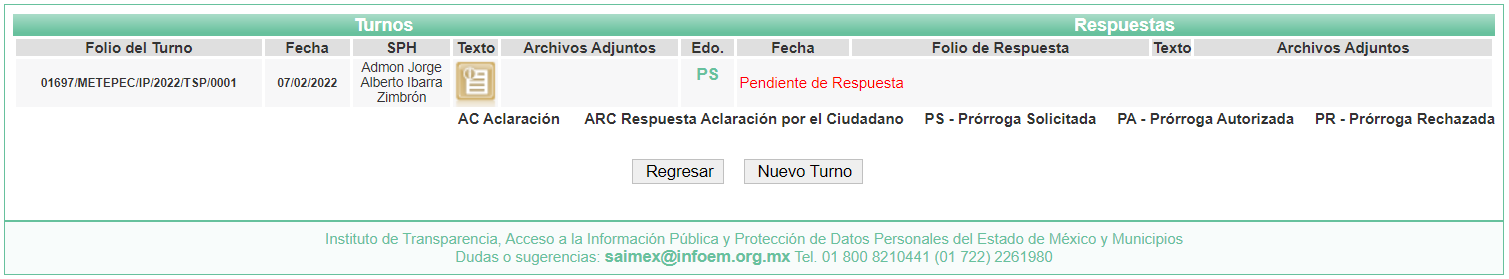 Turnos Respuestas
Folio del Turno Fecha SPH Texto Archivos Adjuntos Edo. Fecha Folio de Respuesta Texto Archivos Adjuntos
01697/METEPEC/IP/2022/TSP/0001 07/02/2022 Admon Jorge Alberto Ibarra Zimbrón PS Pendiente de Respuesta
AC Aclaración ARC Respuesta Aclaración por el Ciudadano PS - Prórroga Solicitada PA - Prórroga Autorizada PR - Prórroga Rechazada
Regresar Nuevo Turno
Instituto de Transparencia, Acceso a la Información Pública y Protección de Datos Personales del Estado de México y Municipios
Dudas o sugerencias: saimex@infoem.org.mx Tel. 01 800 8210441 (01 722) 2261980